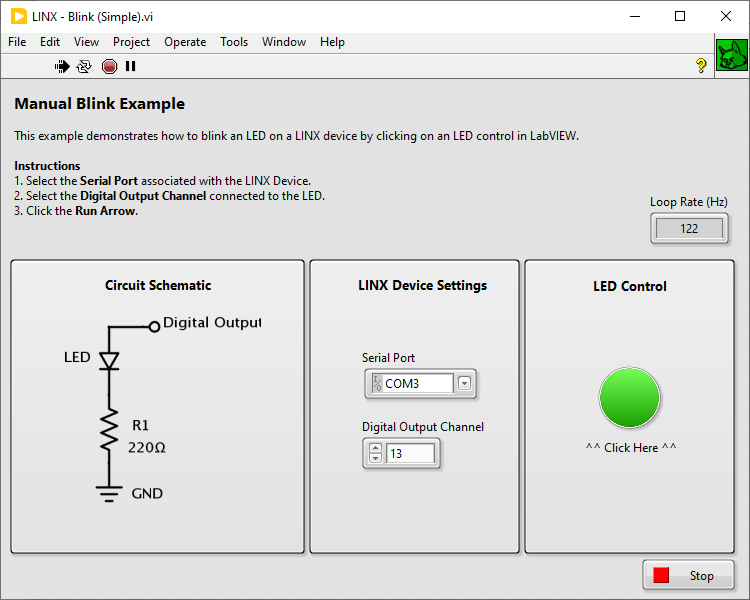 LINX - Blink (Simple).vi
File Edit View Project Operate Tools Window Help
?
Manual Blink Example
This example demonstrates how to blink an LED on a LINX device by clicking on an LED control in LabVIEW.
Instructions
1. Select the Serial Port associated with the LINX Device.
2. Select the Digital Output Channel connected to the LED.
3. Click the Run Arrow.
Loop Rate (Hz)
122
Circuit Schematic
Digital Output
LED
R1
220Ω
GND
LINX Device Settings
Serial Port
I/O COM3
Digital Output Channel
13
LED Control
^^ Click Here ^^
Stop